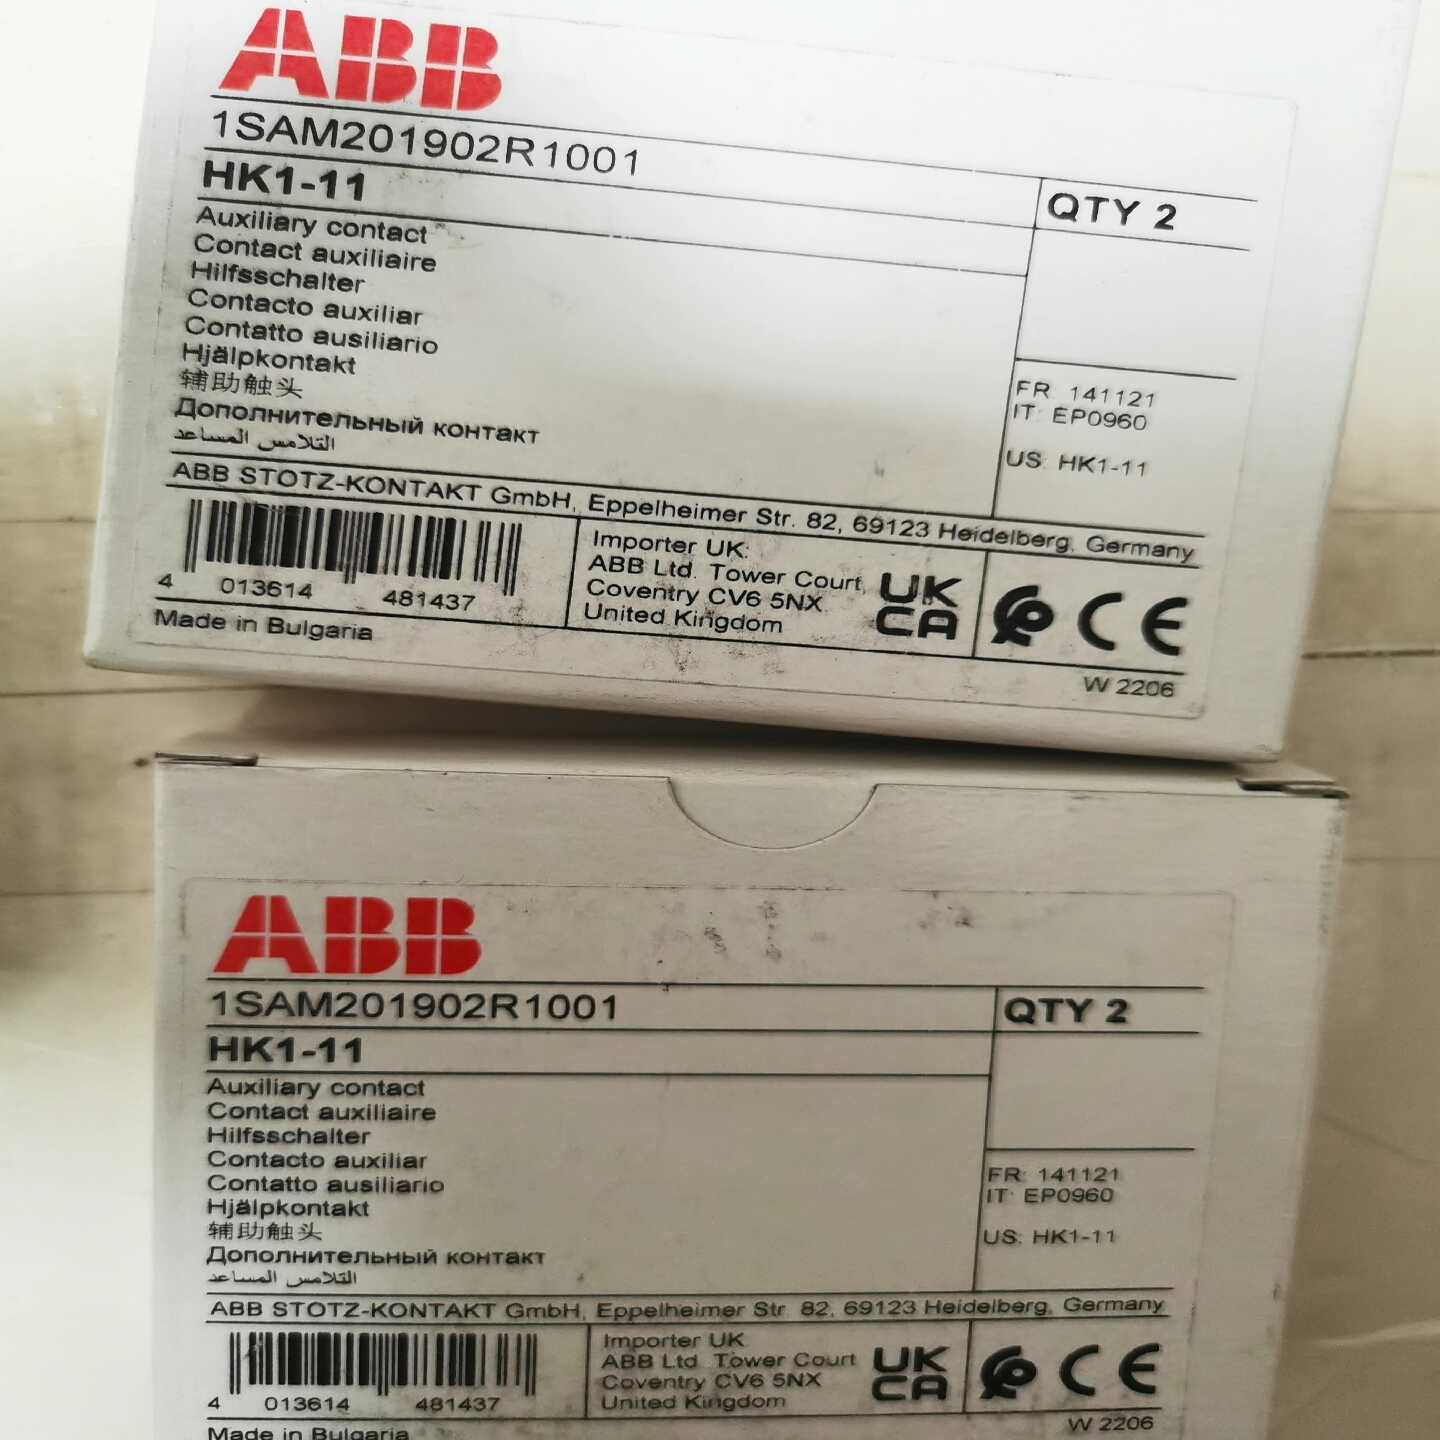 ABB
1SAM201902R1001
QTY 2
HK1-11
Auxiliary contact
Contact auxiliaire
Hilfsschalter
Contacto auxiliar
Contatto ausiliario
Hjälpkontakt
辅助触头
Дополнительный контакт
التلامس المساعد
FR: 141121
IT: EP0960
US: HK1-11
ABB STOTZ-KONTAKT GmbH, Eppelheimer Str. 82, 69123 Heidelberg, Germany
4 013614 481437
Importer UK:
ABB Ltd. Tower Court,
Coventry CV6 5NX
United Kingdom
UK
CA
CE
Made in Bulgaria
W 2206
ABB
1SAM201902R1001
QTY 2
HK1-11
Auxiliary contact
Contact auxiliaire
Hilfsschalter
Contacto auxiliar
Contatto ausiliario
Hjälpkontakt
辅助触头
Дополнительный контакт
التلامس المساعد
FR: 141121
IT: EP0960
US: HK1-11
ABB STOTZ-KONTAKT GmbH, Eppelheimer Str. 82, 69123 Heidelberg, Germany
4 013614 481437
Importer UK
ABB Ltd. Tower Court
Coventry CV6 5NX
United Kingdom
UK
CA
CE
Made in Bulgaria
W 2206